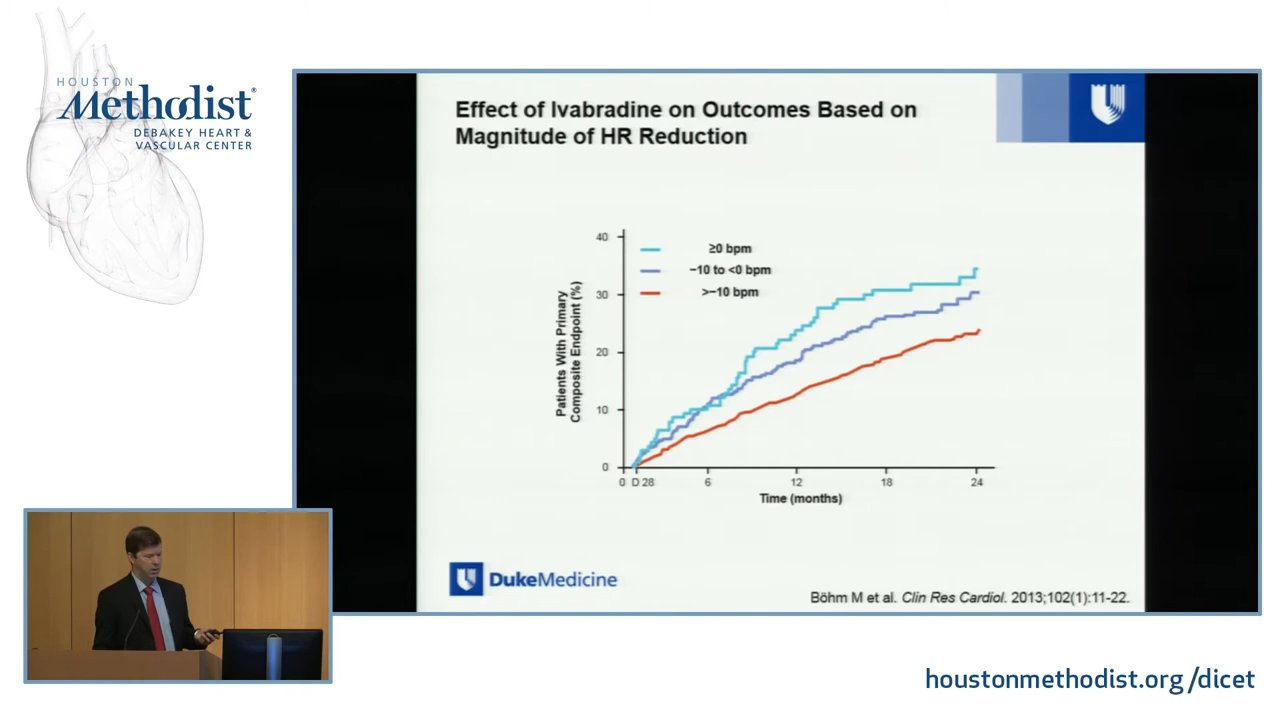 HOUSTON
Methodist®
DEBAKEY HEART &
VASCULAR CENTER
Effect of Ivabradine on Outcomes Based on
Magnitude of HR Reduction
Patients With Primary
Composite Endpoint (%)
40
30
20
10
0
≥0 bpm
−10 to <0 bpm
>−10 bpm
0 D 28 6 12 18 24
Time (months)
DukeMedicine
Böhm M et al. Clin Res Cardiol. 2013;102(1):11-22.
houstonmethodist.org/dicet